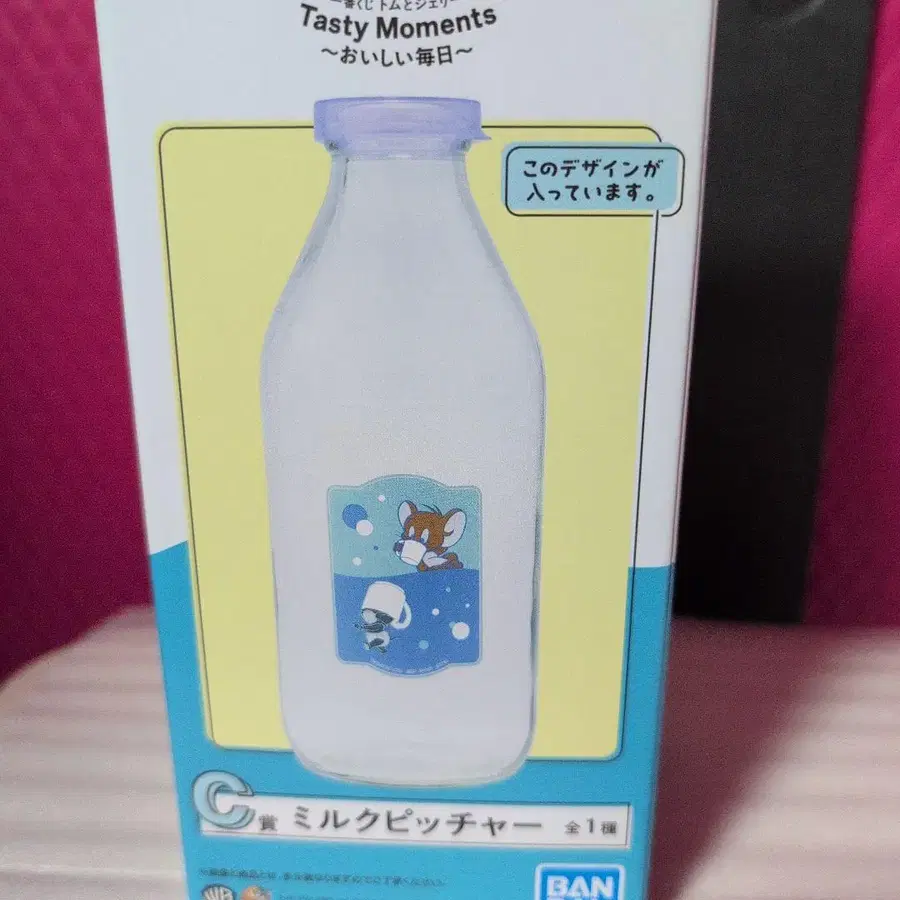 一番くじ トムとジェリー
Tasty Moments
～おいしい毎日～
このデザインが
入っています。
C賞 ミルクピッチャー 全1種
WB
BAN